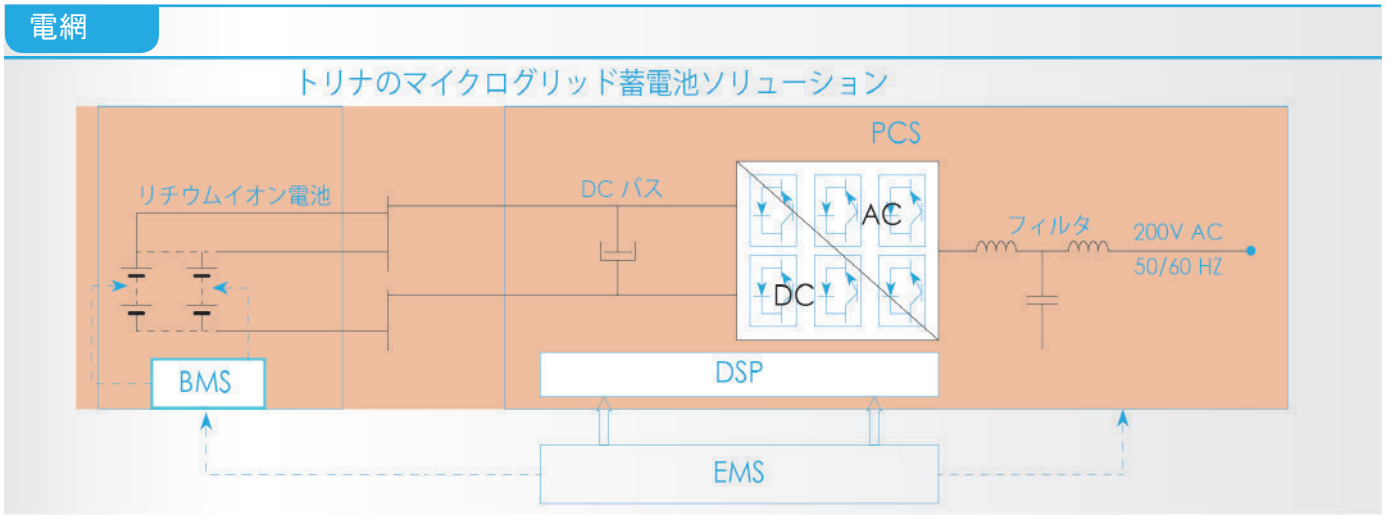 電網
トリナのマイクログリッド蓄電池ソリューション
PCS
リチウムイオン電池
DC バス
AC
DC
フィルタ
200V AC
50/60 HZ
BMS
DSP
EMS